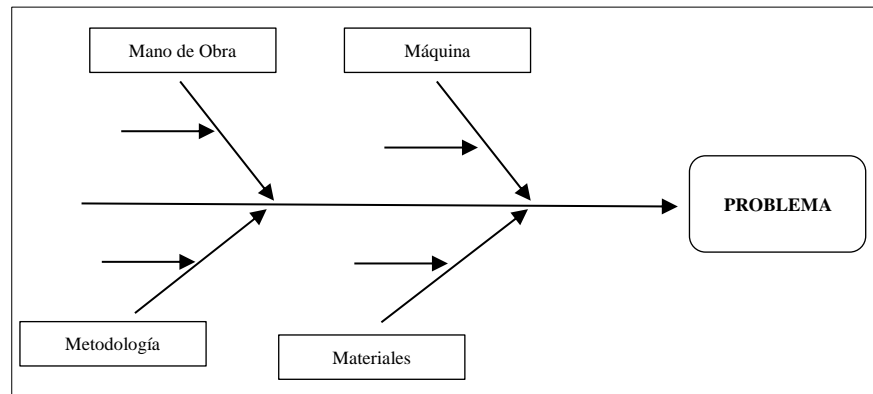 Mano de Obra
Máquina
PROBLEMA
Metodología
Materiales